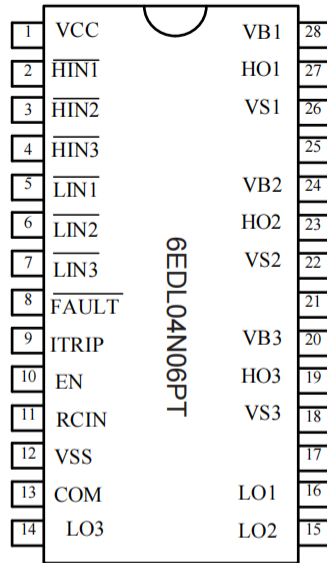 1 VCC VB1 28
2 HIN1 HO1 27
3 HIN2 VS1 26
4 HIN3 25
5 LIN1 VB2 24
6 LIN2 HO2 23
7 LIN3 VS2 22
8 FAULT 21
9 ITRIP VB3 20
10 EN HO3 19
11 RCIN VS3 18
12 VSS 17
13 COM LO1 16
14 LO3 LO2 15
6EDL04N06PT